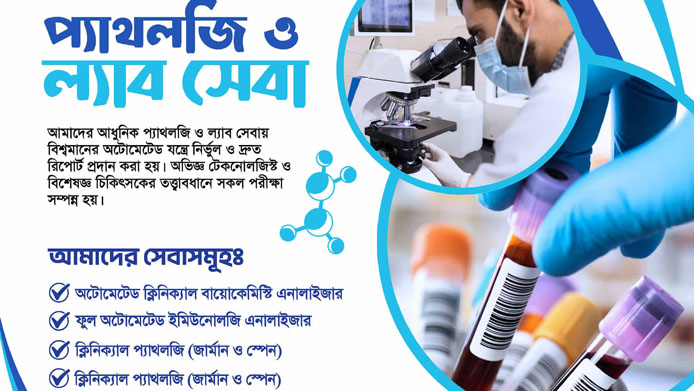 প্যাথলজি ও
ল্যাব সেবা
আমাদের আধুনিক প্যাথলজি ও ল্যাব সেবায়
বিশ্বমানের অটোমেটেড যন্ত্রে নির্ভুল ও দ্রুত
রিপোর্ট প্রদান করা হয়। অভিজ্ঞ টেকনোলজিস্ট ও
বিশেষজ্ঞ চিকিৎসকের তত্ত্বাবধানে সকল পরীক্ষা
সম্পন্ন হয়।
আমাদের সেবাসমূহঃ
অটোমেটেড ক্লিনিক্যাল বায়োকেমিস্টি এনালাইজার
ফুল অটোমেটেড ইমিউনোলজি এনালাইজার
ক্লিনিক্যাল প্যাথলজি (জার্মান ও স্পেন)
ক্লিনিক্যাল প্যাথলজি (জার্মান ও স্পেন)